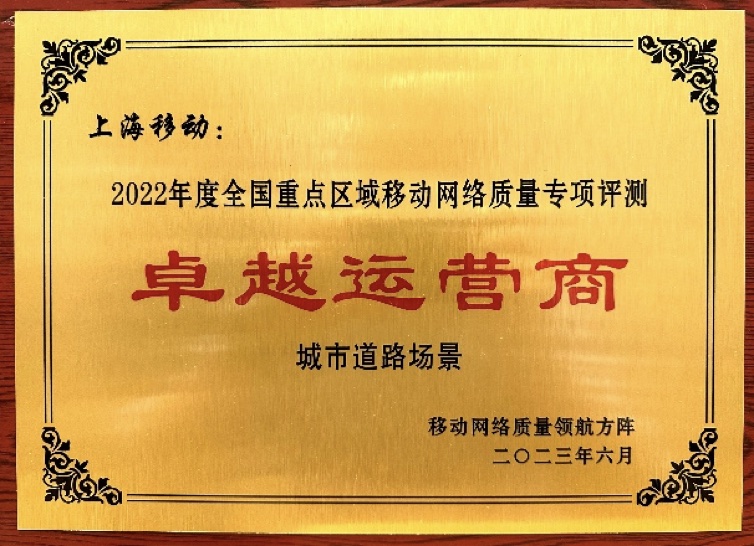 上海移动：
2022年度全国重点区域移动网络质量专项评测
卓越运营商
城市道路场景
移动网络质量领航方阵
二〇二三年六月